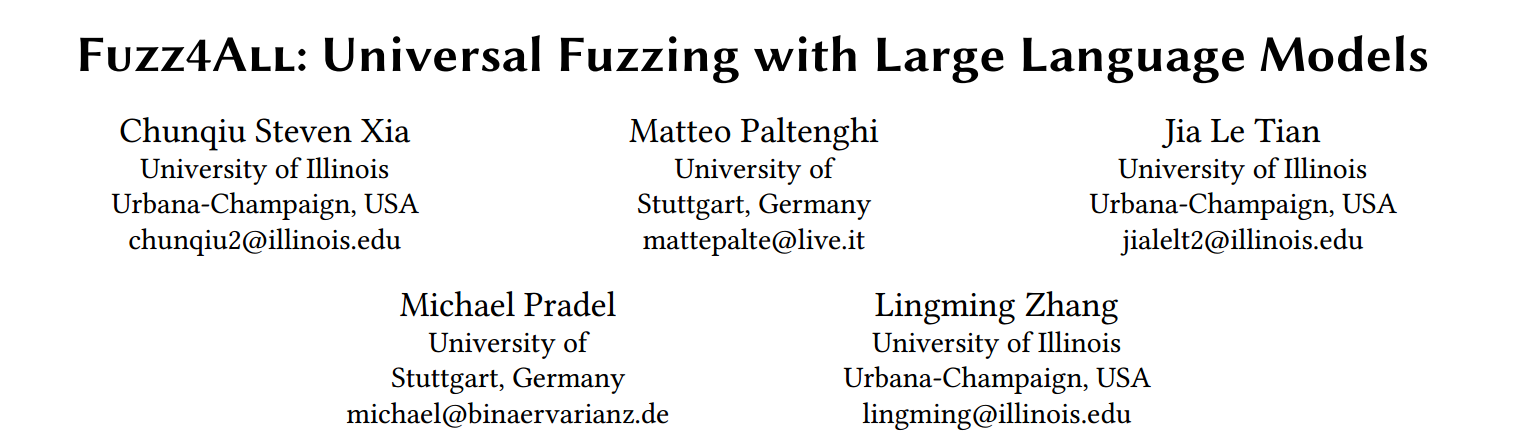 Fuzz4All: Universal Fuzzing with Large Language Models
Chunqiu Steven Xia
University of Illinois
Urbana-Champaign, USA
chunqiu2@illinois.edu
Matteo Paltenghi
University of
Stuttgart, Germany
mattepalte@live.it
Jia Le Tian
University of Illinois
Urbana-Champaign, USA
jialelt2@illinois.edu
Michael Pradel
University of
Stuttgart, Germany
michael@binaervarianz.de
Lingming Zhang
University of Illinois
Urbana-Champaign, USA
lingming@illinois.edu